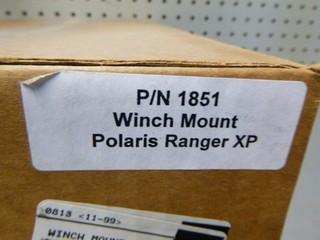 P/N 1851
Winch Mount
Polaris Ranger XP
0813 <11-99>
WINCH MOUNT